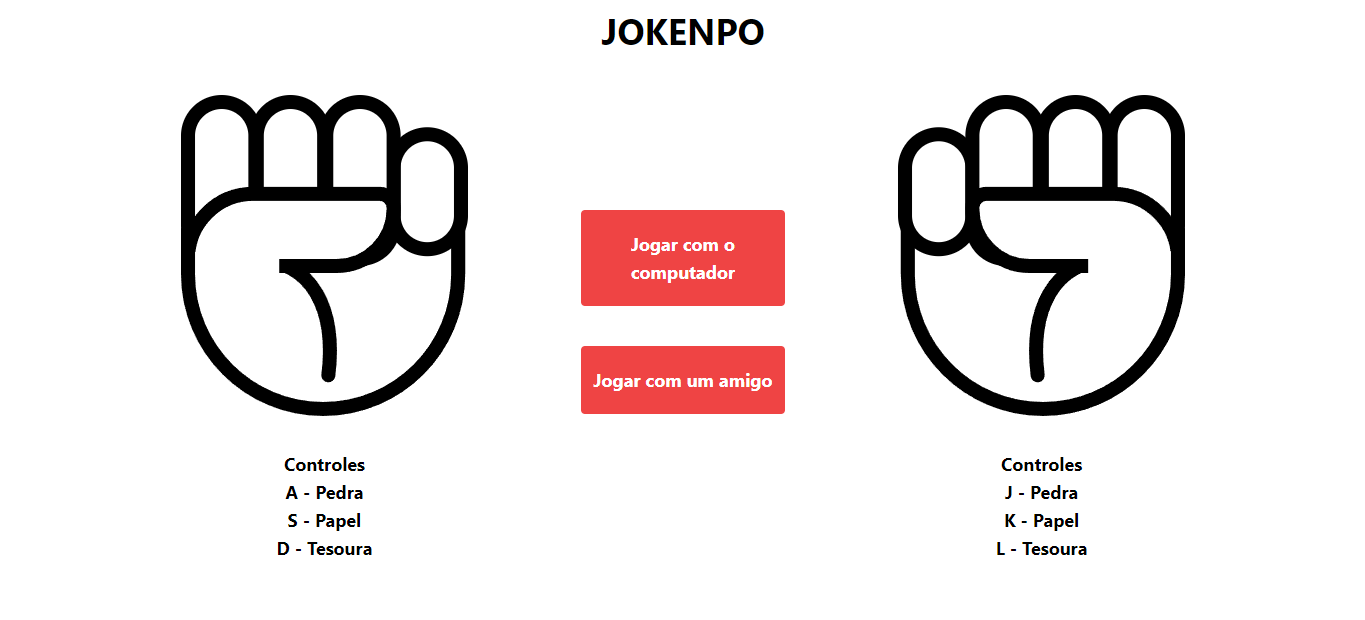 JOKENPO
Jogar com o
computador
Jogar com um amigo
Controles
A - Pedra
S - Papel
D - Tesoura
Controles
J - Pedra
K - Papel
L - Tesoura